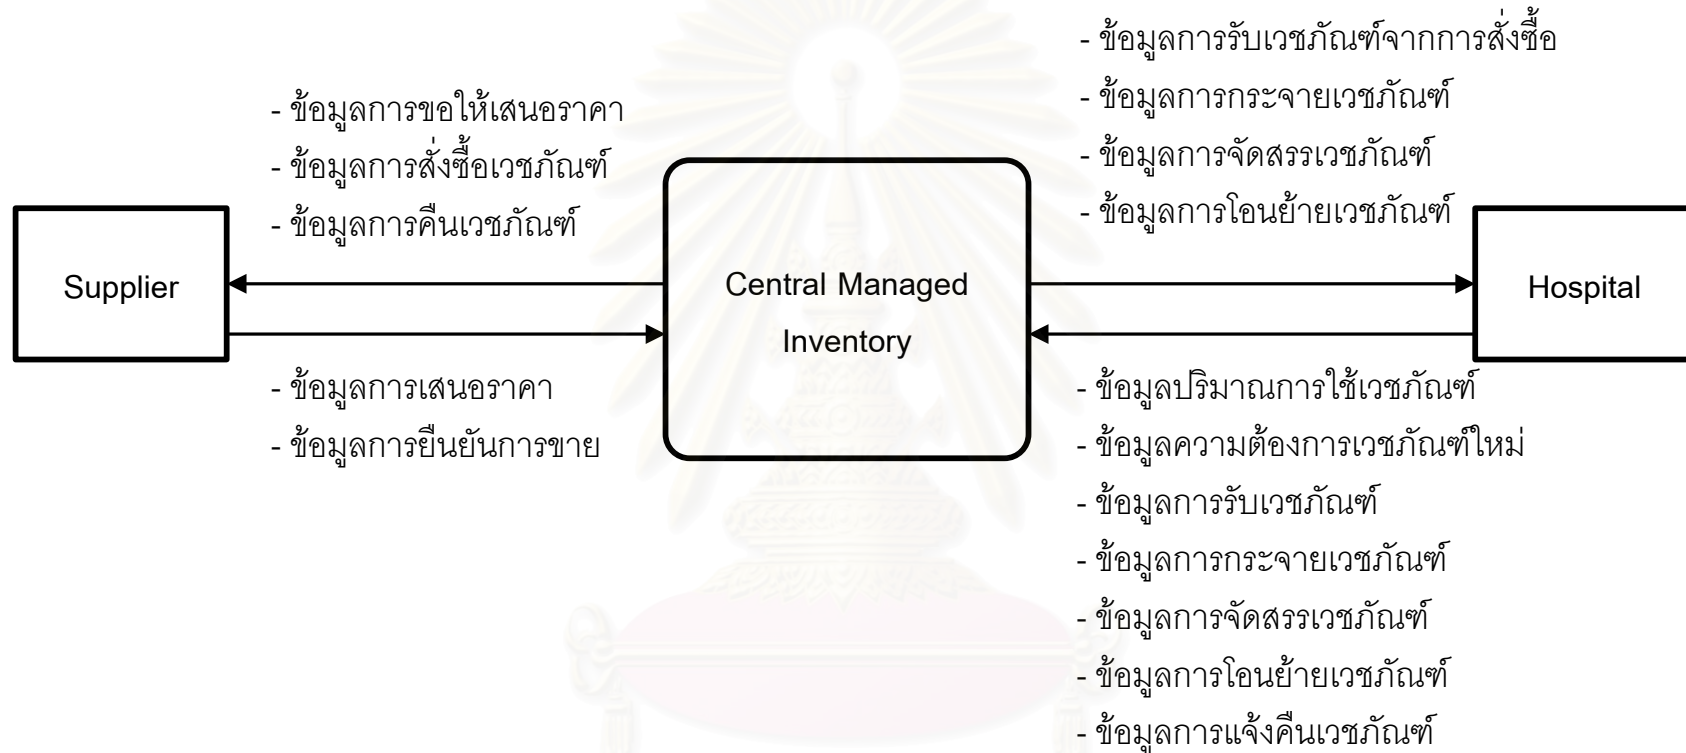 - ข้อมูลการรับเวชภัณฑ์จากการสั่งซื้อ
- ข้อมูลการกระจายเวชภัณฑ์
- ข้อมูลการจัดสรรเวชภัณฑ์
- ข้อมูลการโอนย้ายเวชภัณฑ์
- ข้อมูลการขอให้เสนอราคา
- ข้อมูลการสั่งซื้อเวชภัณฑ์
- ข้อมูลการคืนเวชภัณฑ์
Supplier
Central Managed
Inventory
Hospital
- ข้อมูลการเสนอราคา
- ข้อมูลการยืนยันการขาย
- ข้อมูลปริมาณการใช้เวชภัณฑ์
- ข้อมูลความต้องการเวชภัณฑ์ใหม่
- ข้อมูลการรับเวชภัณฑ์
- ข้อมูลการกระจายเวชภัณฑ์
- ข้อมูลการจัดสรรเวชภัณฑ์
- ข้อมูลการโอนย้ายเวชภัณฑ์
- ข้อมูลการแจ้งคืนเวชภัณฑ์